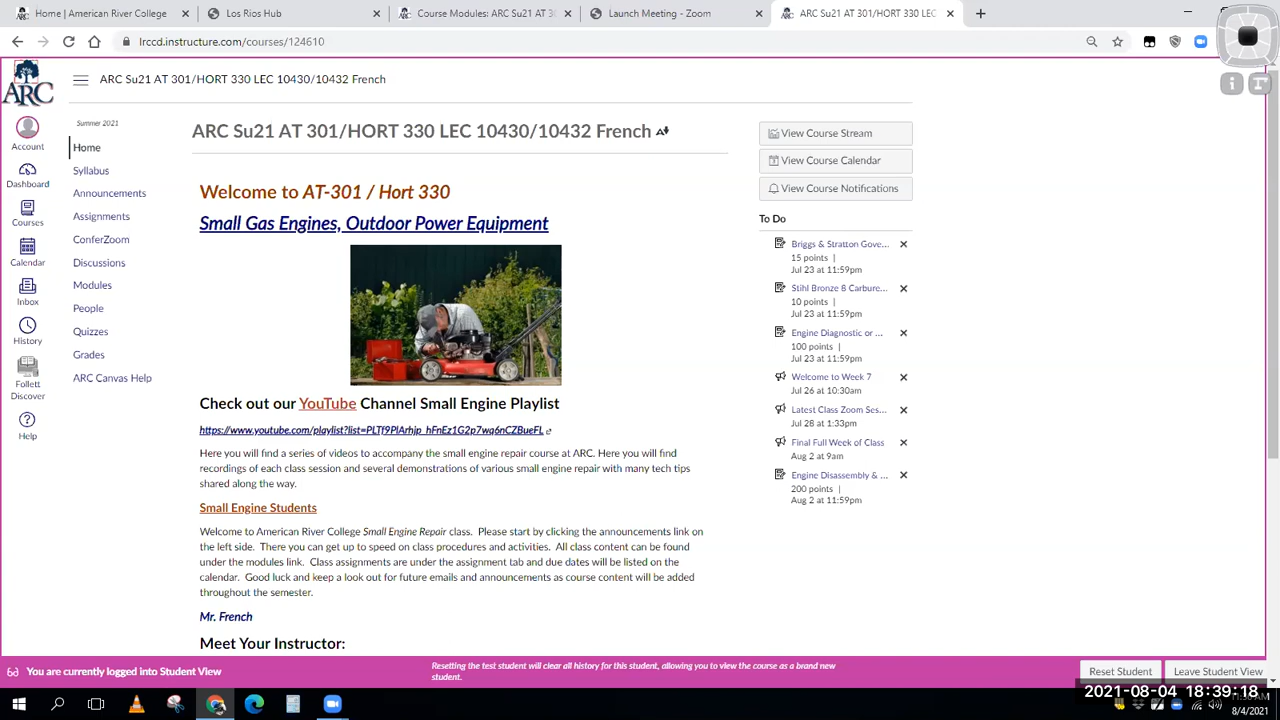 Home | American River College
Los Rios Hub
Course Modules: ARC Su21 AT 3
Launch Meeting - Zoom
ARC Su21 AT 301/HORT 330 LEC
lrccd.instructure.com/courses/124610
ARC
ARC Su21 AT 301/HORT 330 LEC 10430/10432 French
Account
Dashboard
Courses
Calendar
Inbox
History
Follett
Discover
Help
Summer 2021
Home
Syllabus
Announcements
Assignments
ConferZoom
Discussions
Modules
People
Quizzes
Grades
ARC Canvas Help
ARC Su21 AT 301/HORT 330 LEC 10430/10432 French
Welcome to AT-301 / Hort 330
Small Gas Engines, Outdoor Power Equipment
Check out our YouTube Channel Small Engine Playlist
https://www.youtube.com/playlist?list=PLTf9PlArhjp_hFnEz1G2p7wq6nCZBueFL
Here you will find a series of videos to accompany the small engine repair course at ARC. Here you will find
recordings of each class session and several demonstrations of various small engine repair with many tech tips
shared along the way.
Small Engine Students
Welcome to American River College Small Engine Repair class. Please start by clicking the announcements link on
the left side. There you can get up to speed on class procedures and activities. All class content can be found
under the modules link. Class assignments are under the assignment tab and due dates will be listed on the
calendar. Good luck and keep a look out for future emails and announcements as course content will be added
throughout the semester.
Mr. French
Meet Your Instructor:
View Course Stream
View Course Calendar
View Course Notifications
To Do
Briggs & Stratton Gove...
15 points |
Jul 23 at 11:59pm
Stihl Bronze 8 Carbure...
10 points |
Jul 23 at 11:59pm
Engine Diagnostic or ...
100 points |
Jul 23 at 11:59pm
Welcome to Week 7
Jul 26 at 10:30am
Latest Class Zoom Ses...
Jul 28 at 1:33pm
Final Full Week of Class
Aug 2 at 9am
Engine Disassembly & ...
200 points |
Aug 2 at 11:59pm
You are currently logged into Student View
Resetting the test student will clear all history for this student, allowing you to view the course as a brand new
student.
Reset Student
Leave Student View
2021-08-04 18:39:18
8/4/2021